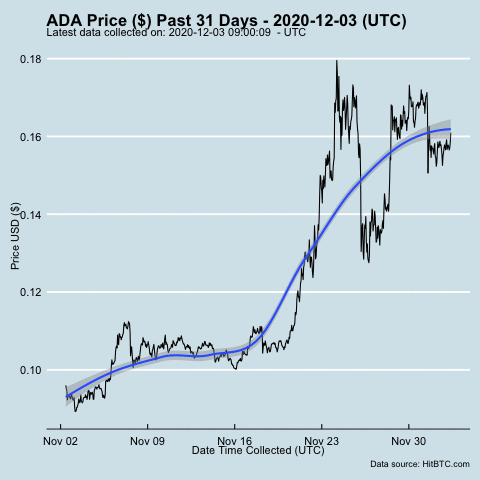 ADA Price ($) Past 31 Days - 2020-12-03 (UTC)
Latest data collected on: 2020-12-03 09:00:09 - UTC
0.18
0.16
0.14
0.12
0.10
Price USD ($)
Nov 02
Nov 09
Nov 16
Nov 23
Nov 30
Date Time Collected (UTC)
Data source: HitBTC.com